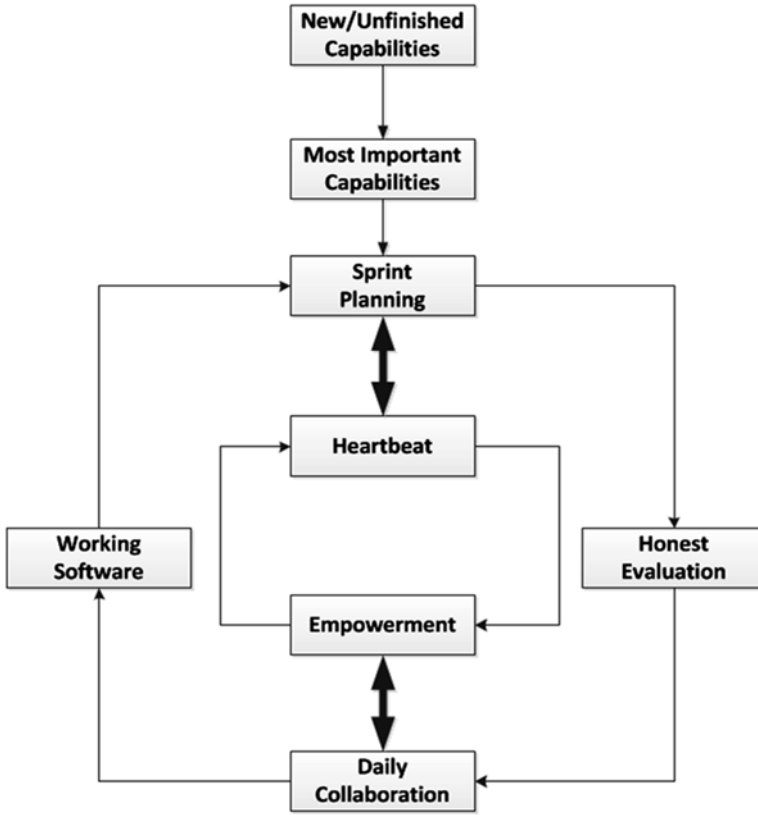 New/Unfinished
Capabilities
Most Important
Capabilities
Sprint
Planning
Heartbeat
Working
Software
Honest
Evaluation
Empowerment
Daily
Collaboration